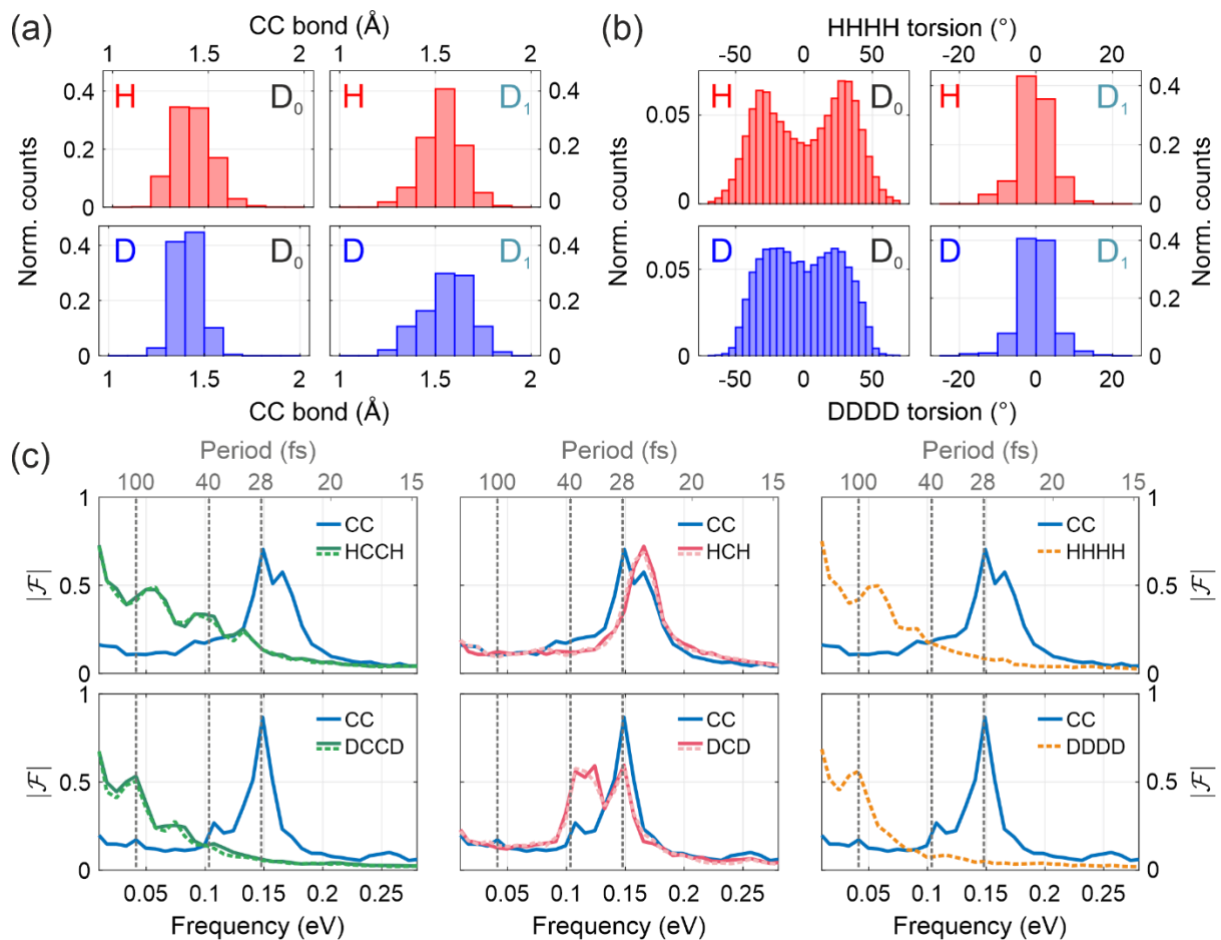 (a)
CC bond (Å)
1 1.5 2 1 1.5 2
Norm. counts
0.4
0.2
0
H D0
H D1
0.4
0.2
0
0.4
0.2
0
D D0
D D1
0.4
0.2
0
1 1.5 2 1 1.5 2
CC bond (Å)
(b)
HHHH torsion (°)
-50 0 50 -20 0 20
Norm. counts
0.05
0
H D0
H D1
0.4
0.2
0
0.05
0
D D0
D D1
0.4
0.2
0
Norm. counts
-50 0 50 -20 0 20
DDDD torsion (°)
(c)
Period (fs) Period (fs) Period (fs)
100 40 28 20 15 100 40 28 20 15 100 40 28 20 15
|ℱ|
1
0.5
0
CC
HCCH
CC
HCH
CC
HHHH
1
0.5
0
|ℱ|
|ℱ|
1
0.5
0
CC
DCCD
CC
DCD
CC
DDDD
1
0.5
0
|ℱ|
0.05 0.1 0.15 0.2 0.25 0.05 0.1 0.15 0.2 0.25 0.05 0.1 0.15 0.2 0.25
Frequency (eV) Frequency (eV) Frequency (eV)